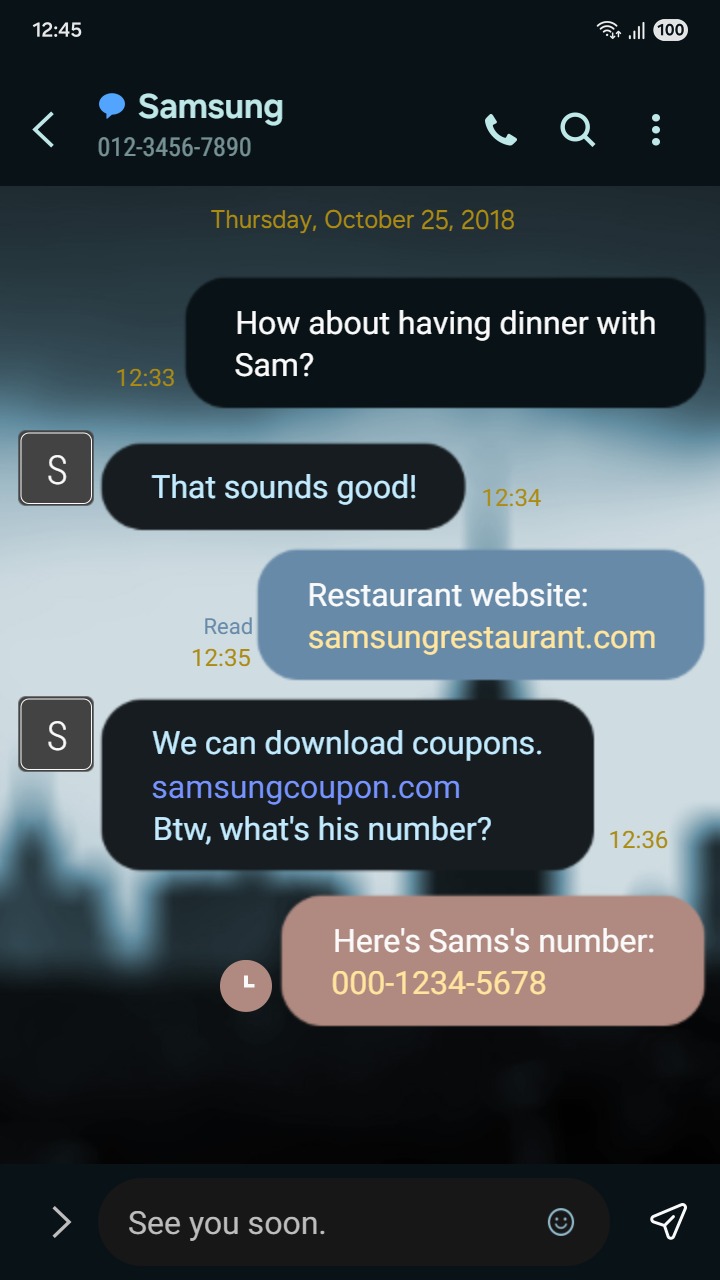 12:45
100
Samsung
012-3456-7890
Thursday, October 25, 2018
How about having dinner with
Sam?
12:33
S
That sounds good!
12:34
Restaurant website:
samsungrestaurant.com
Read
12:35
S
We can download coupons.
samsungcoupon.com
Btw, what's his number?
12:36
Here's Sams's number:
000-1234-5678
See you soon.